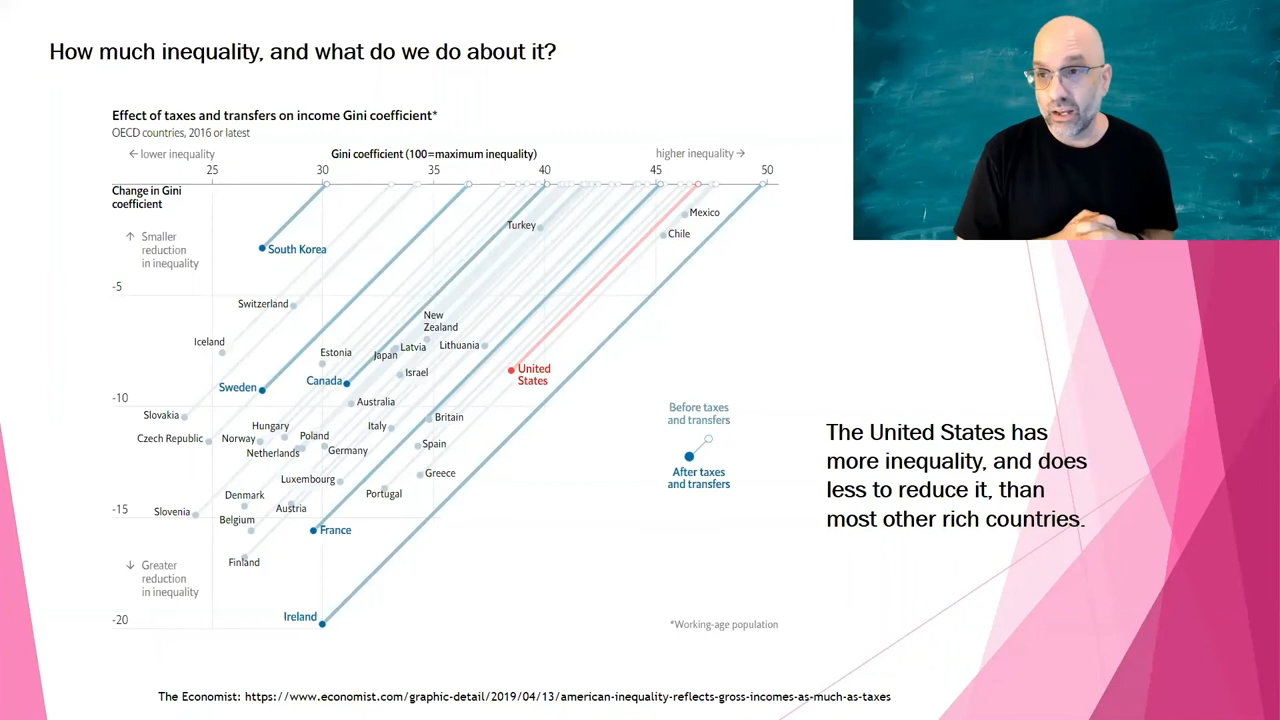 How much inequality, and what do we do about it?
Effect of taxes and transfers on income Gini coefficient*
OECD countries, 2016 or latest
← lower inequality
Gini coefficient (100=maximum inequality)
higher inequality →
25
30
35
40
45
50
Change in Gini
coefficient
↑ Smaller
reduction
in inequality
-5
-10
-15
-20
↓ Greater
reduction
in inequality
Mexico
Turkey
Chile
South Korea
Switzerland
New
Zealand
Iceland
Estonia
Japan
Latvia
Lithuania
Israel
United
States
Sweden
Canada
Australia
Slovakia
Hungary
Italy
Britain
Czech Republic
Norway
Poland
Netherlands
Germany
Spain
Luxembourg
Greece
Portugal
Denmark
Austria
Slovenia
Belgium
France
Finland
Ireland
Before taxes
and transfers
After taxes
and transfers
*Working-age population
The United States has
more inequality, and does
less to reduce it, than
most other rich countries.
The Economist: https://www.economist.com/graphic-detail/2019/04/13/american-inequality-reflects-gross-incomes-as-much-as-taxes